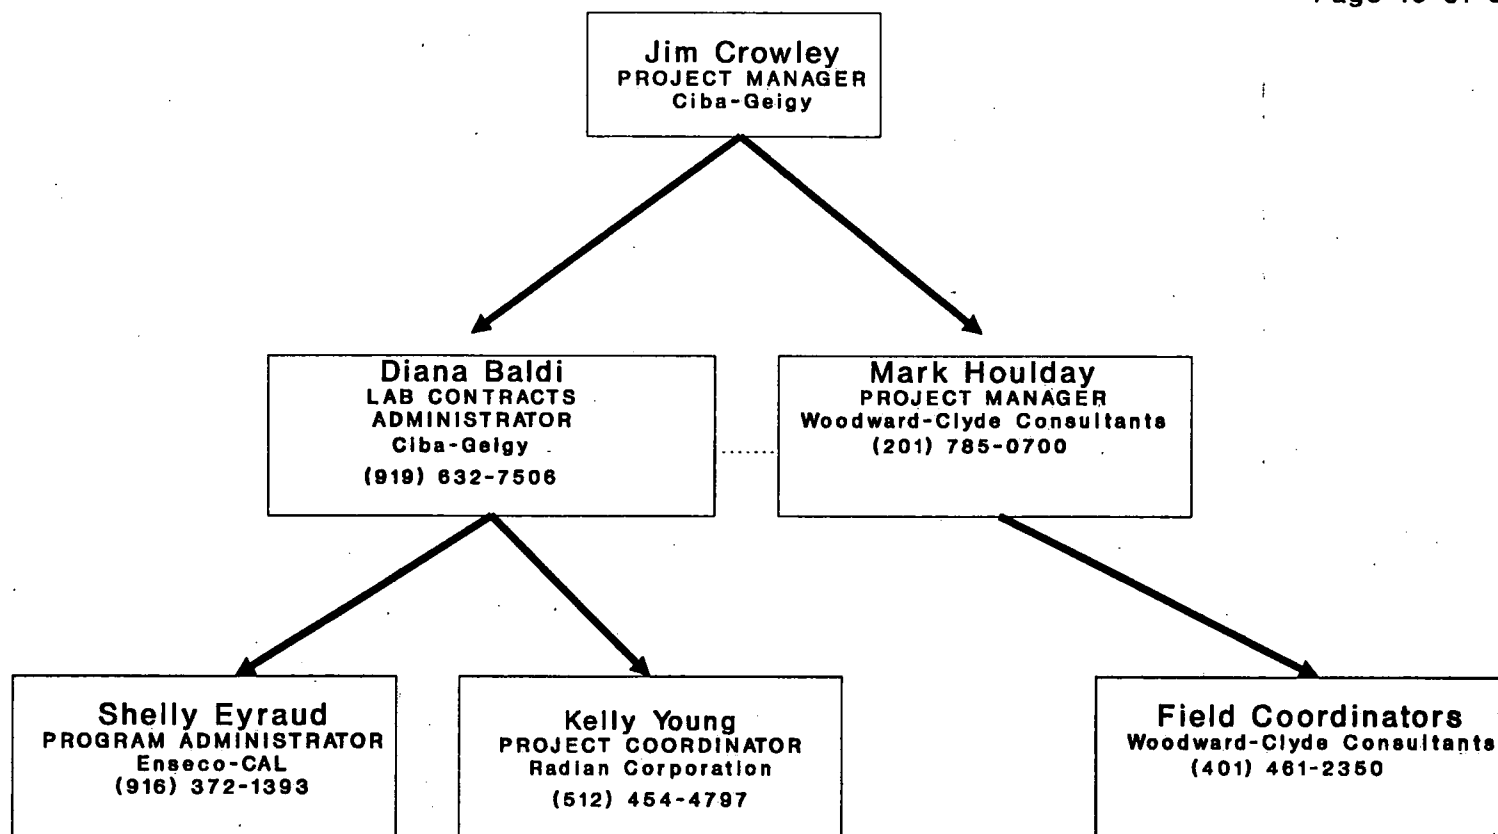 Jim Crowley
PROJECT MANAGER
Ciba-Geigy
Diana Baldi
LAB CONTRACTS
ADMINISTRATOR
Ciba-Geigy
(919) 632-7506
Mark Houlday
PROJECT MANAGER
Woodward-Clyde Consultants
(201) 785-0700
Shelly Eyraud
PROGRAM ADMINISTRATOR
Enseco-CAL
(916) 372-1393
Kelly Young
PROJECT COORDINATOR
Radian Corporation
(512) 454-4797
Field Coordinators
Woodward-Clyde Consultants
(401) 461-2350